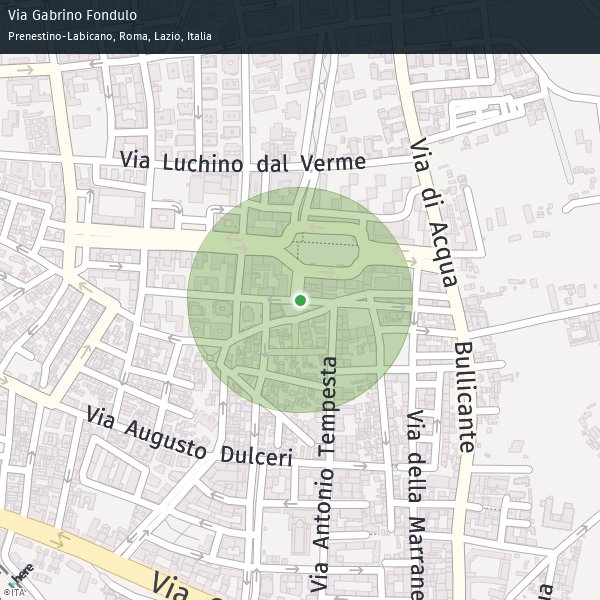 Via Gabrino Fondulo
Prenestino-Labicano, Roma, Lazio, Italia
Via Luchino dal Verme
Via di Acqua
Bullicante
Via Augusto Dulceri
Via Antonio Tempesta
Via della Marrane
Via
here
©ITA